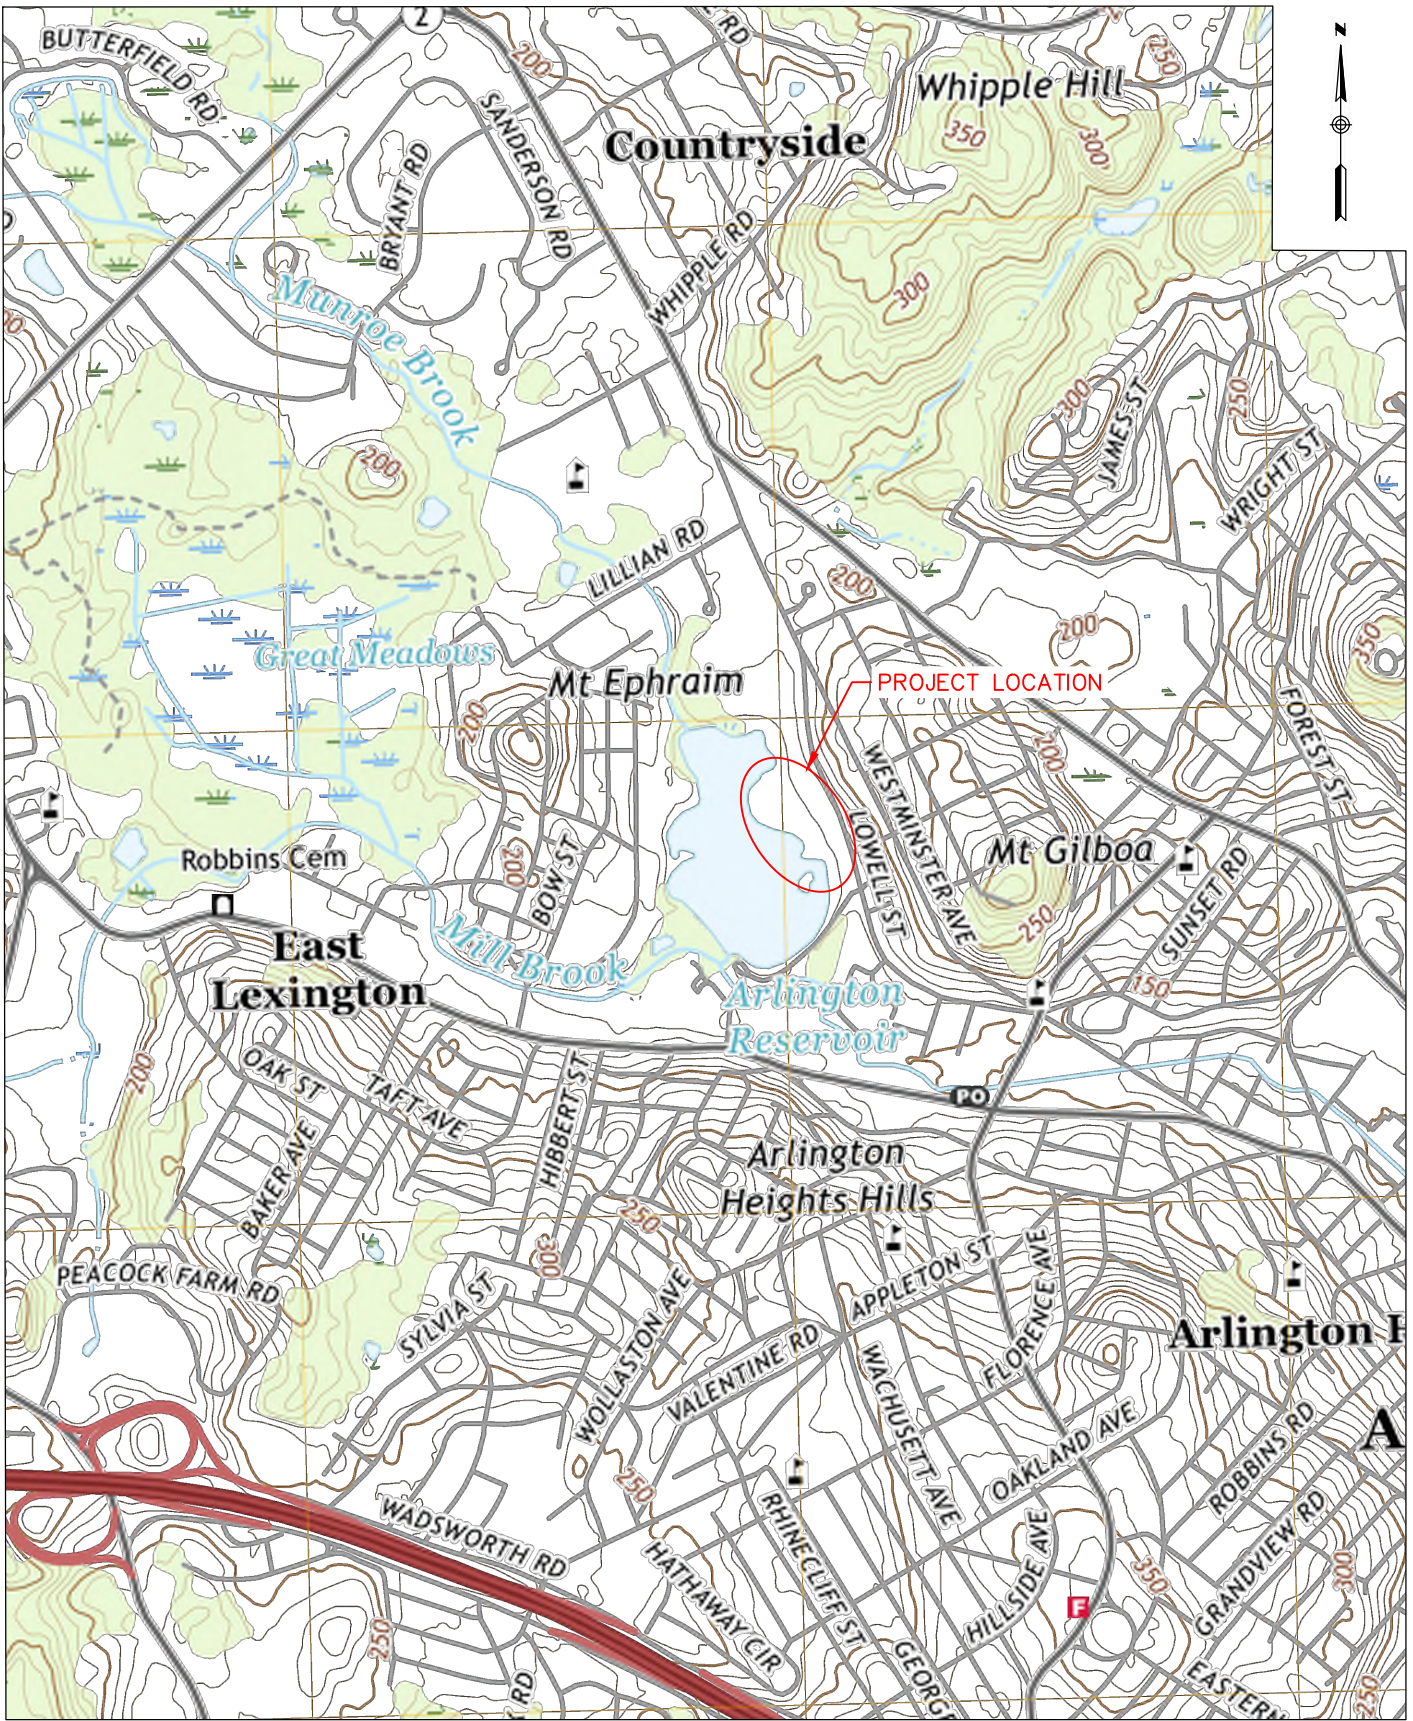 2
BUTTERFIELD RD
200
RD
250
N
Whipple Hill
350
300
Countryside
SANDERSON RD
BRYANT RD
WHIPPLE RD
Munroe Brook
300
300
JAMES ST
250
WRIGHT ST
200
LILLIAN RD
200
200
350
Great Meadows
Mt Ephraim
PROJECT LOCATION
200
FOREST ST
200
WESTMINSTER AVE
LOWELL ST
Mt Gilboa
Robbins Cem
200
BOW ST
SUNSET RD
250
East
Lexington
Mill Brook
150
Arlington
Reservoir
200
OAK ST
TAFT AVE
HIBBERT ST
PO
BAKER AVE
Arlington
Heights Hills
250
300
PEACOCK FARM RD
SYLVIA ST
WOLLASTON AVE
APPLETON ST
FLORENCE AVE
VALENTINE RD
Arlington H
WACHUSETT AVE
OAKLAND AVE
ROBBINS RD
A
250
WADSWORTH RD
RHINECLIFF ST
HATHAWAY CIR
HILLSIDE AVE
GRANDVIEW RD
350
300
F
250
GEORGE
EASTERN
RD
250